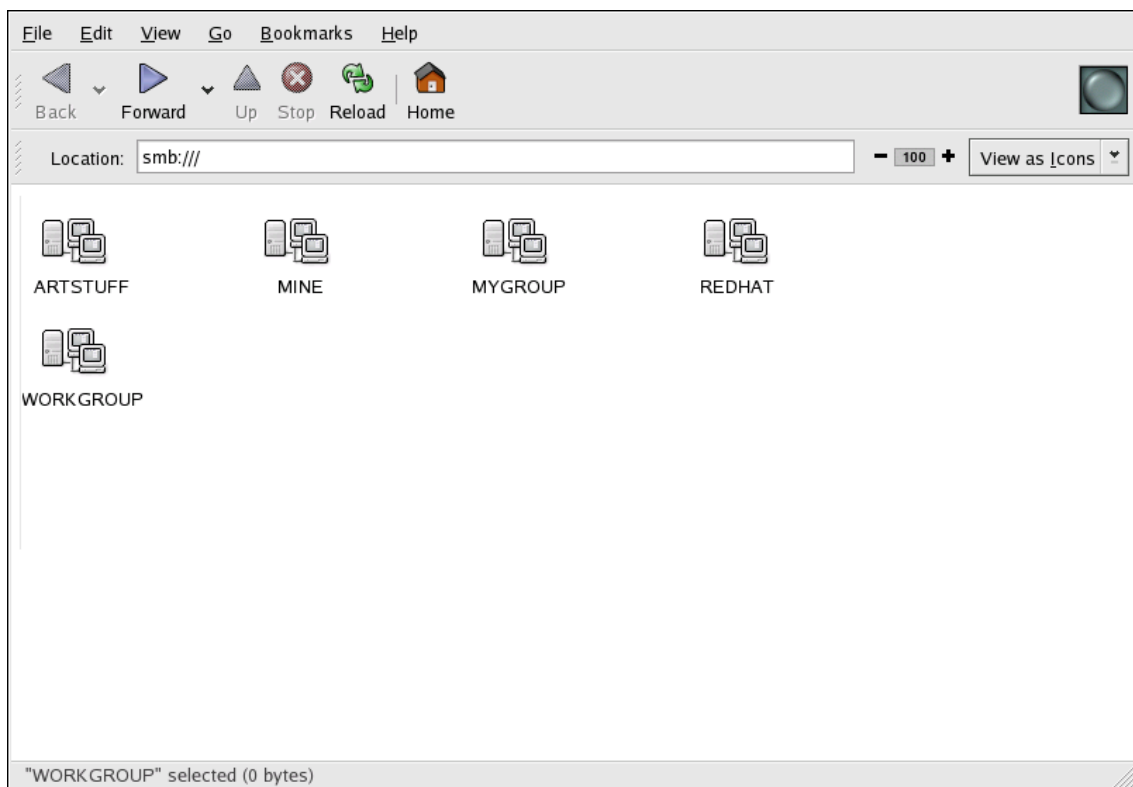 File Edit View Go Bookmarks Help
Back Forward Up Stop Reload Home
Location: smb:/// 100 View as Icons
ARTSTUFF MINE MYGROUP REDHAT
WORKGROUP
"WORKGROUP" selected (0 bytes)